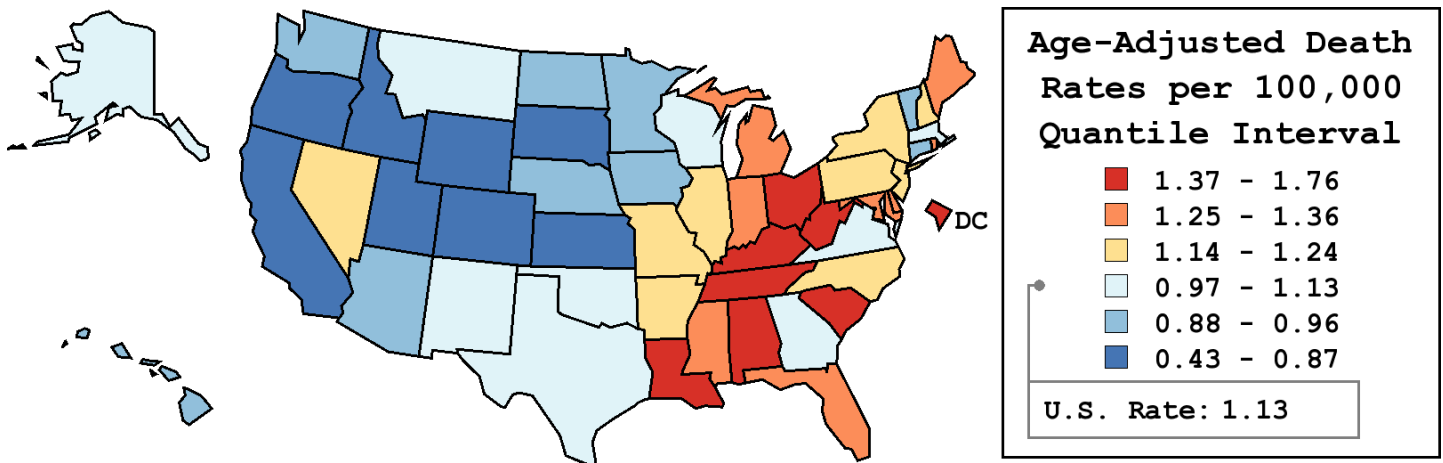 Age-Adjusted Death
Rates per 100,000
Quantile Interval
1.37 - 1.76
1.25 - 1.36
1.14 - 1.24
0.97 - 1.13
0.88 - 0.96
0.43 - 0.87
U.S. Rate: 1.13
DC